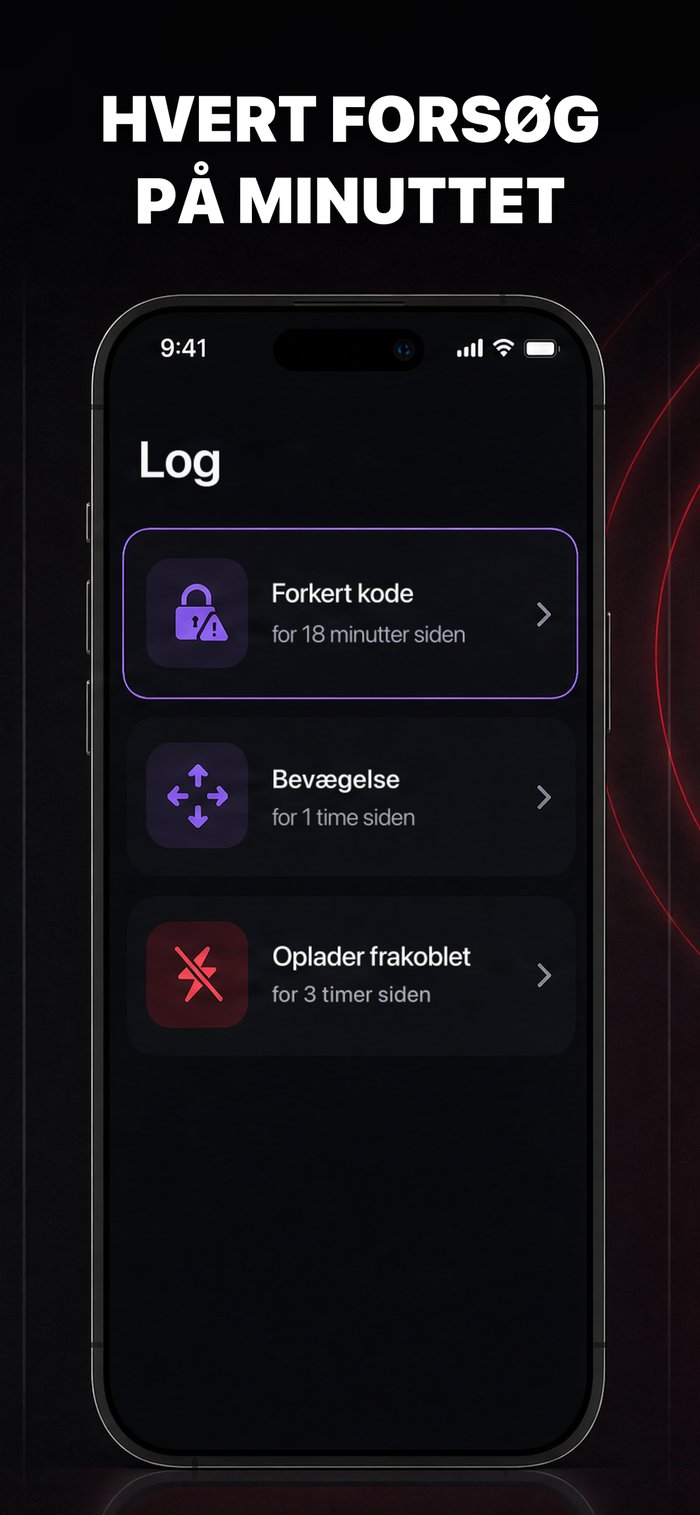 HVERT FORSØG
PÅ MINUTTET
9:41
Log
Forkert kode
for 18 minutter siden
Bevægelse
for 1 time siden
Oplader frakoblet
for 3 timer siden